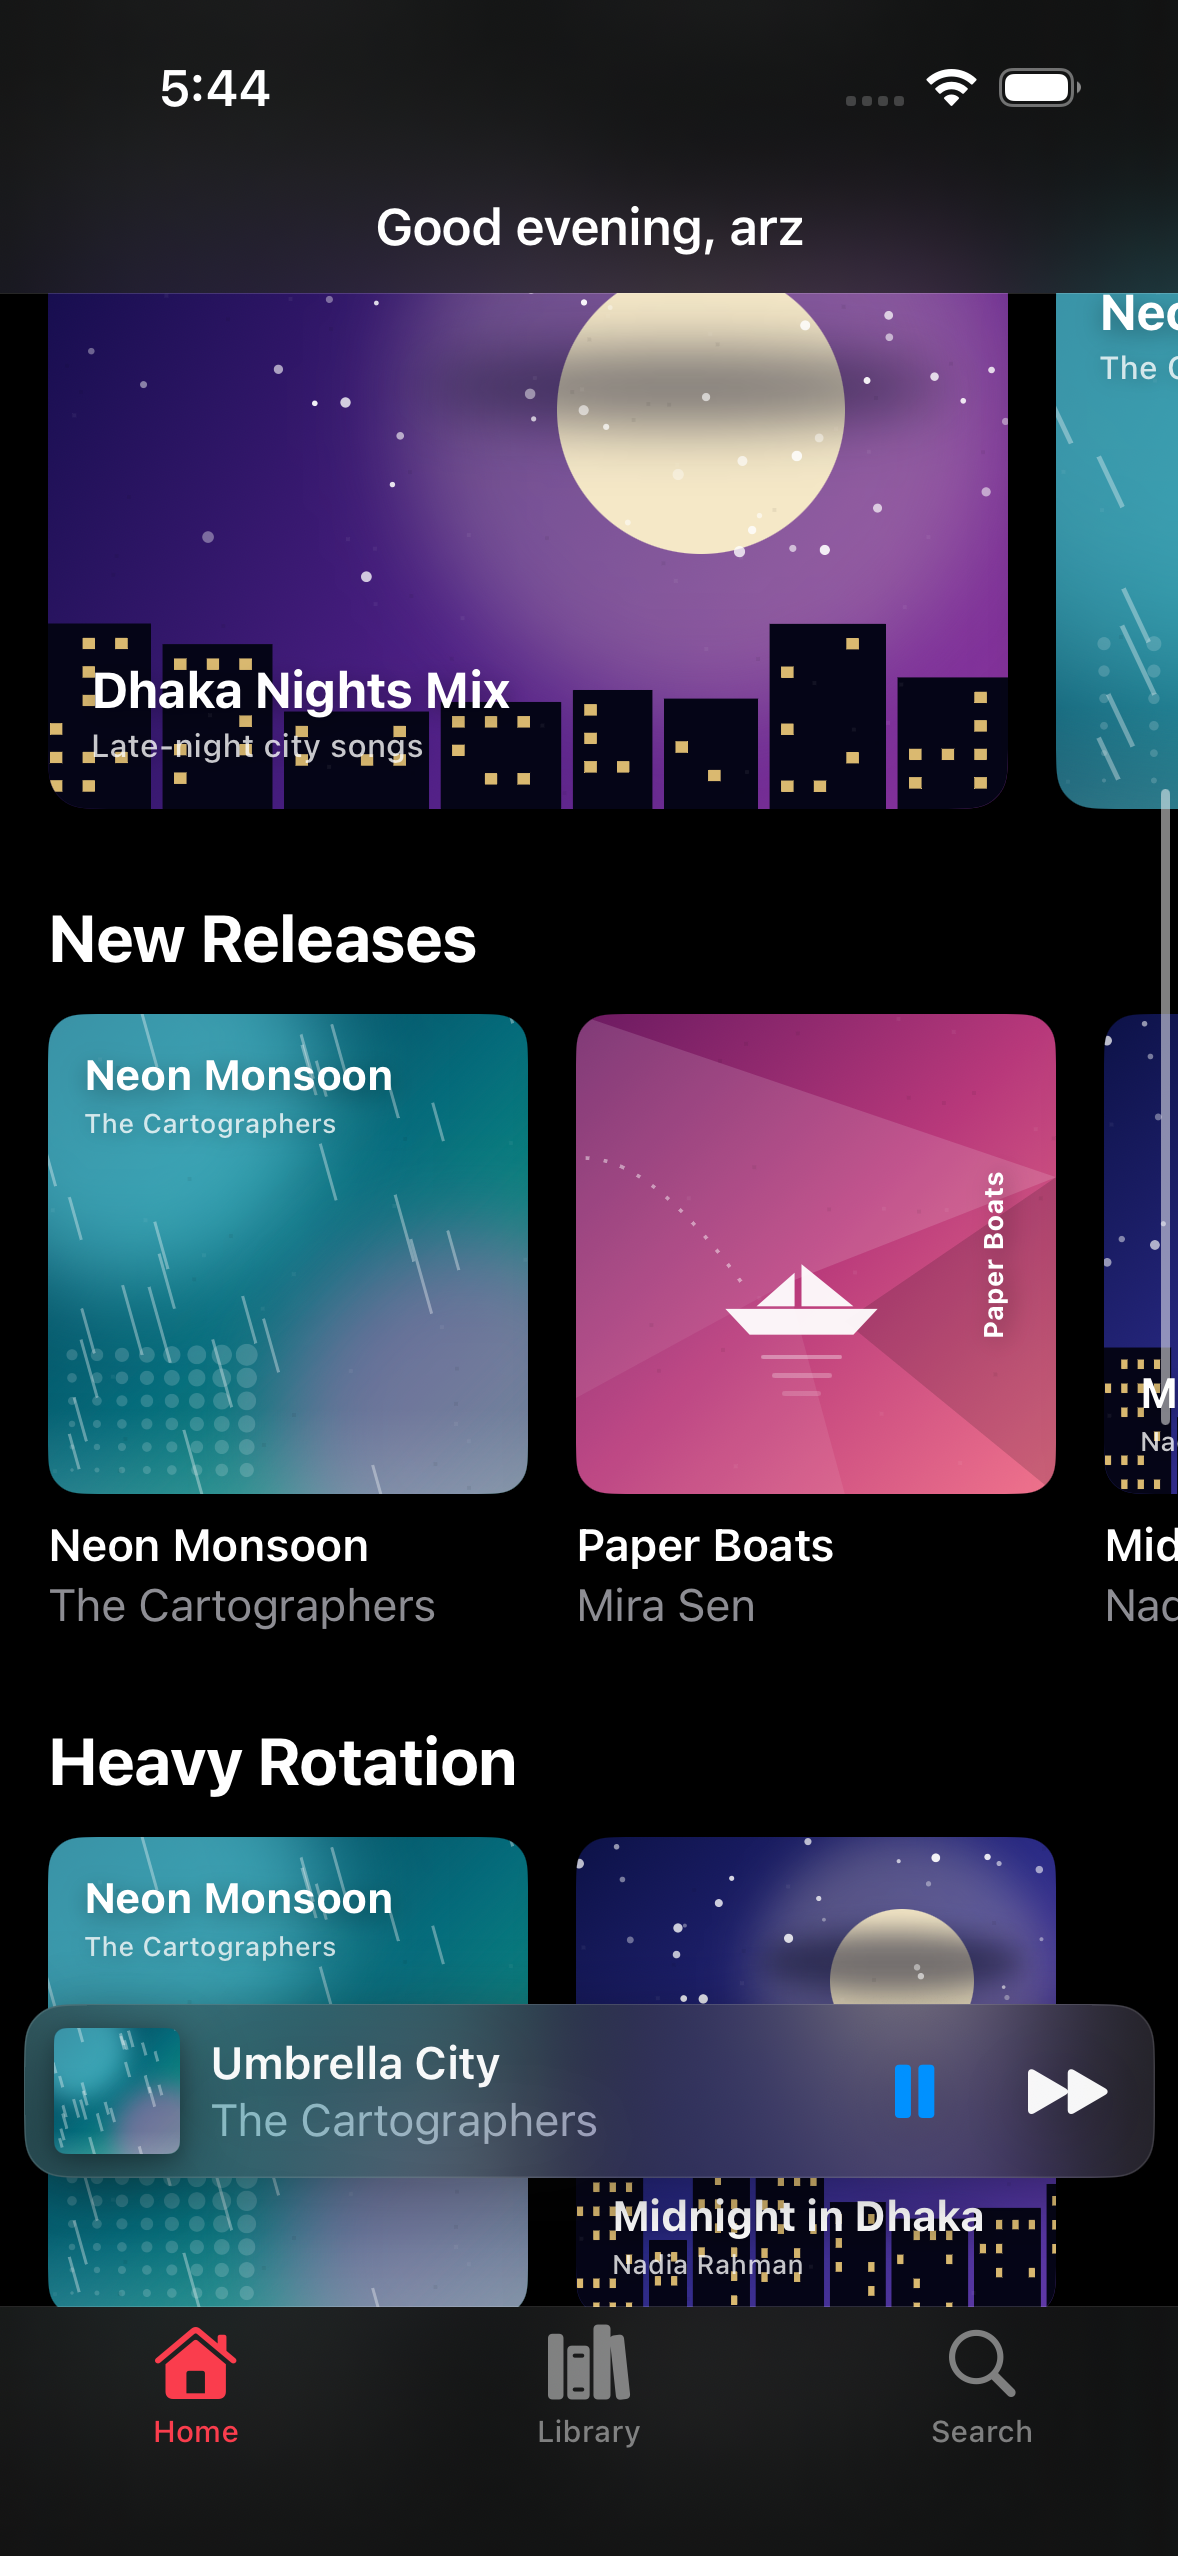 5:44
Good evening, arz
Dhaka Nights Mix
Late-night city songs
The
New Releases
Neon Monsoon
The Cartographers
Paper Boats
Neon Monsoon
The Cartographers
Paper Boats
Mira Sen
Heavy Rotation
Neon Monsoon
The Cartographers
Umbrella City
The Cartographers
Midnight in Dhaka
Nadia Rahman
Home
Library
Search